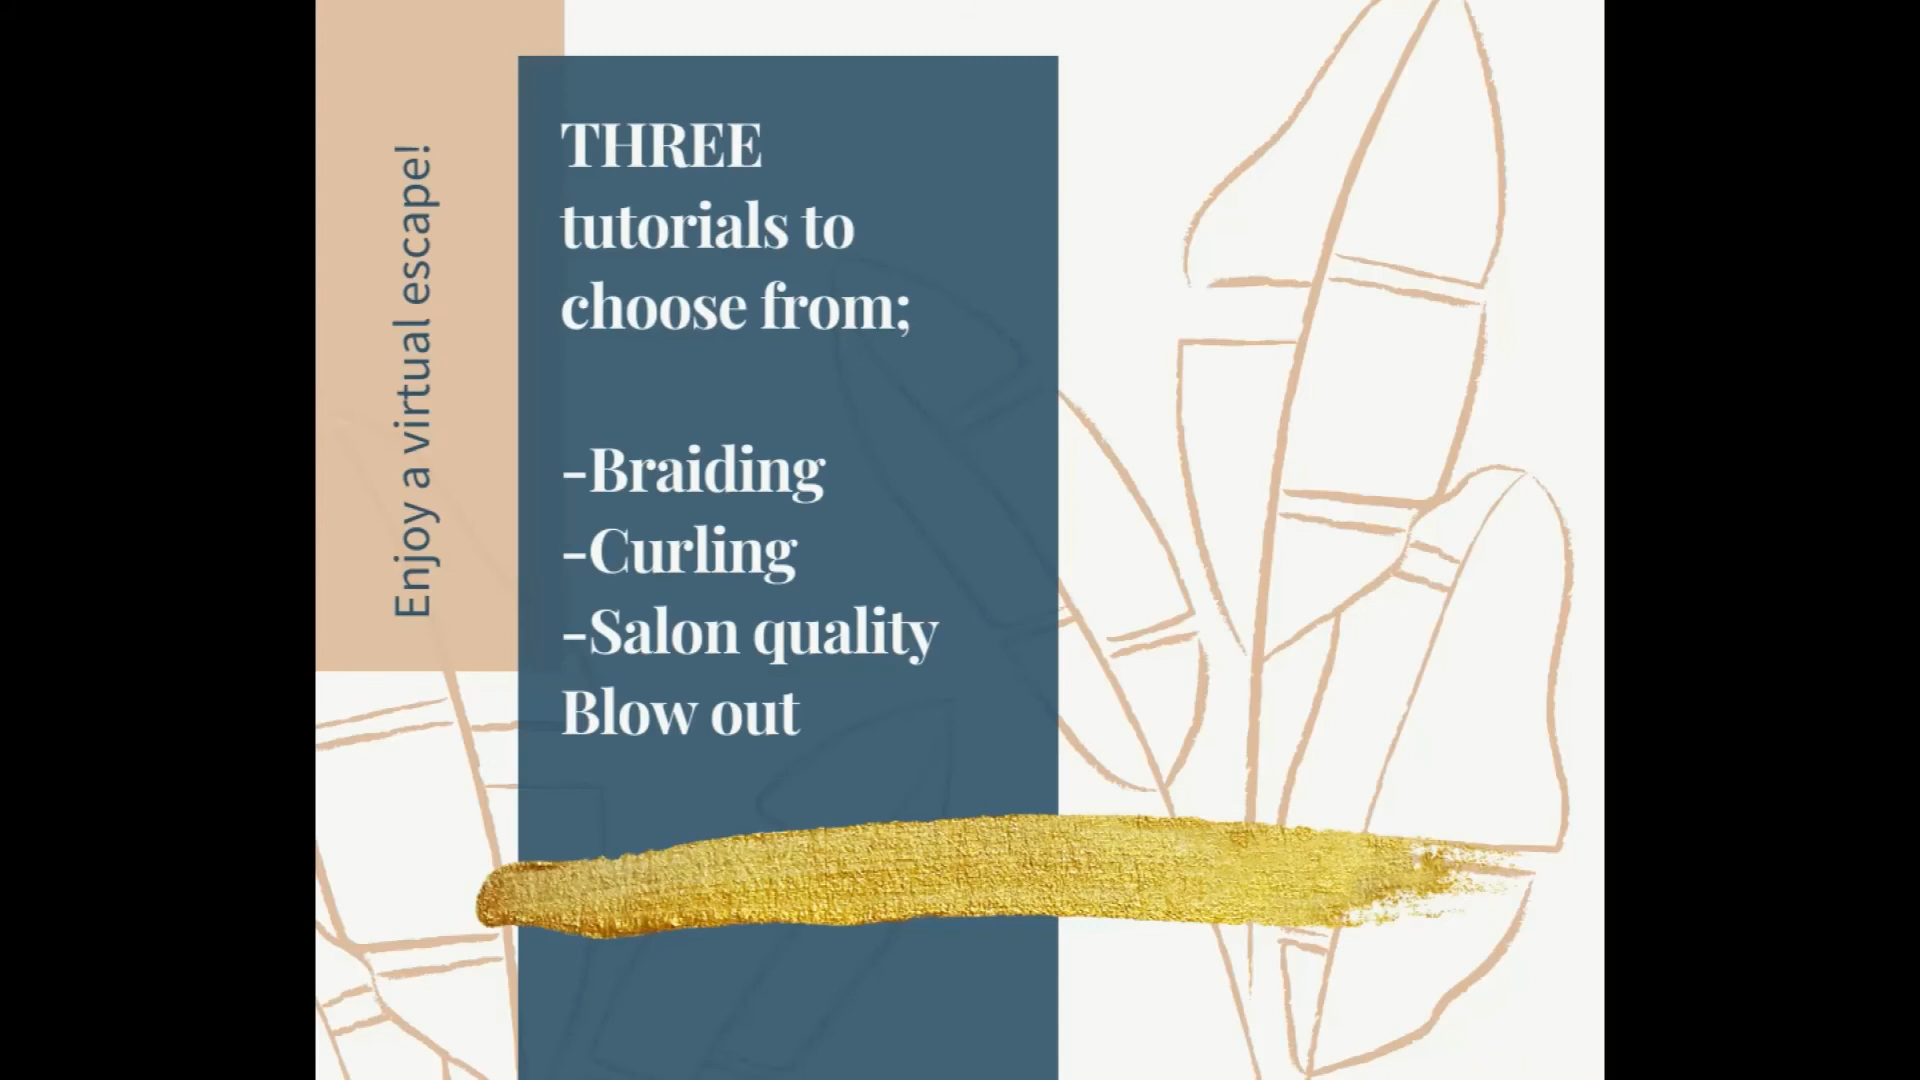 Enjoy a virtual escape!
THREE
tutorials to
choose from;
-Braiding
-Curling
-Salon quality
Blow out